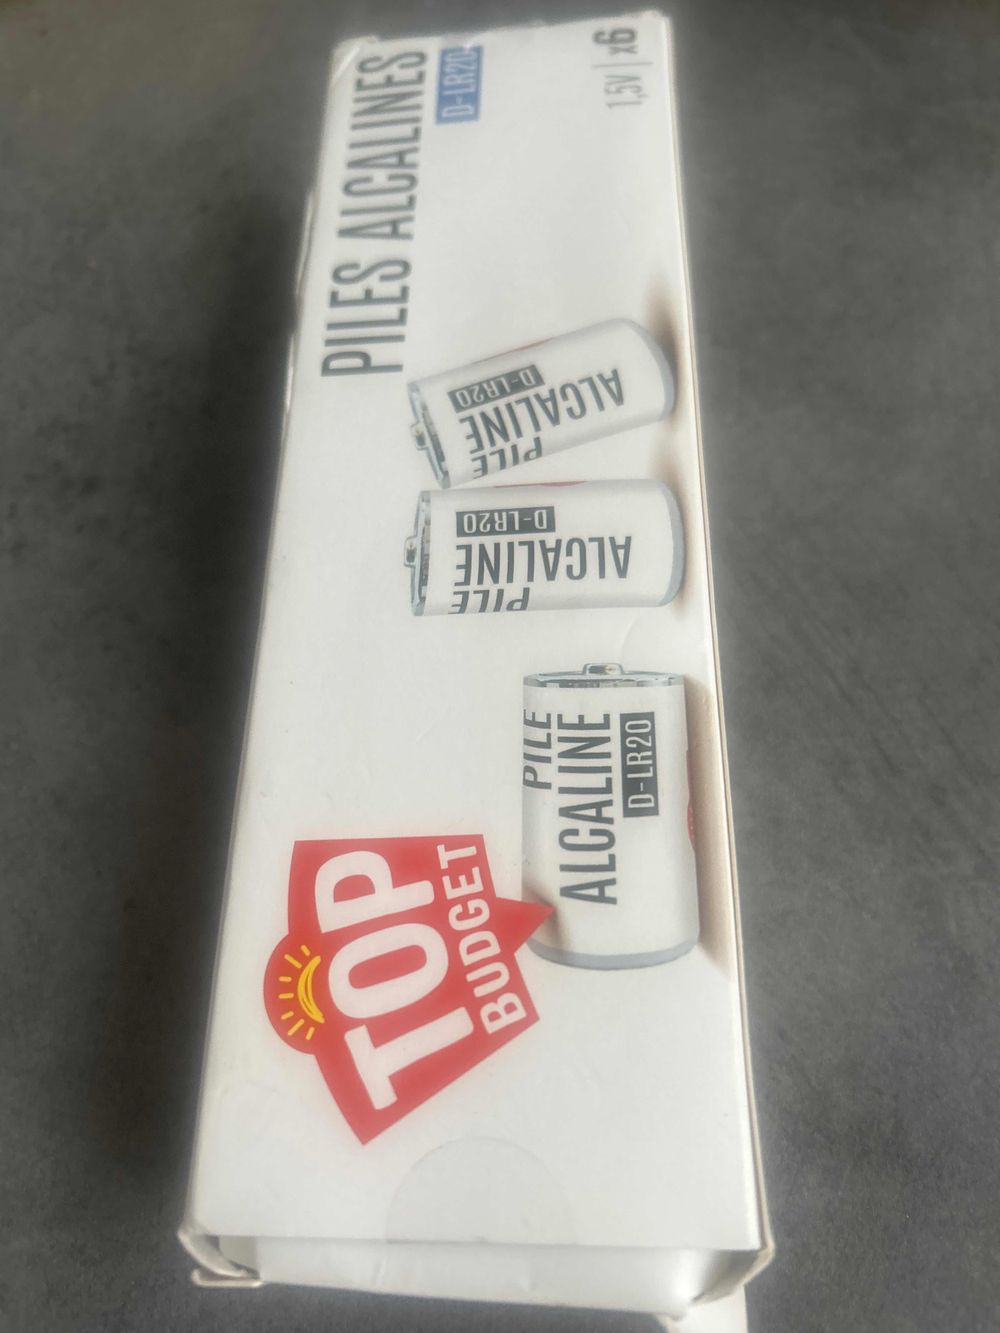 PILES ALCALINES
D-LR20
1,5V | x6
PILE
ALCALINE
D-LR20
PILE
ALCALINE
D-LR20
PILE
ALCALINE
D-LR20
TOP
BUDGET